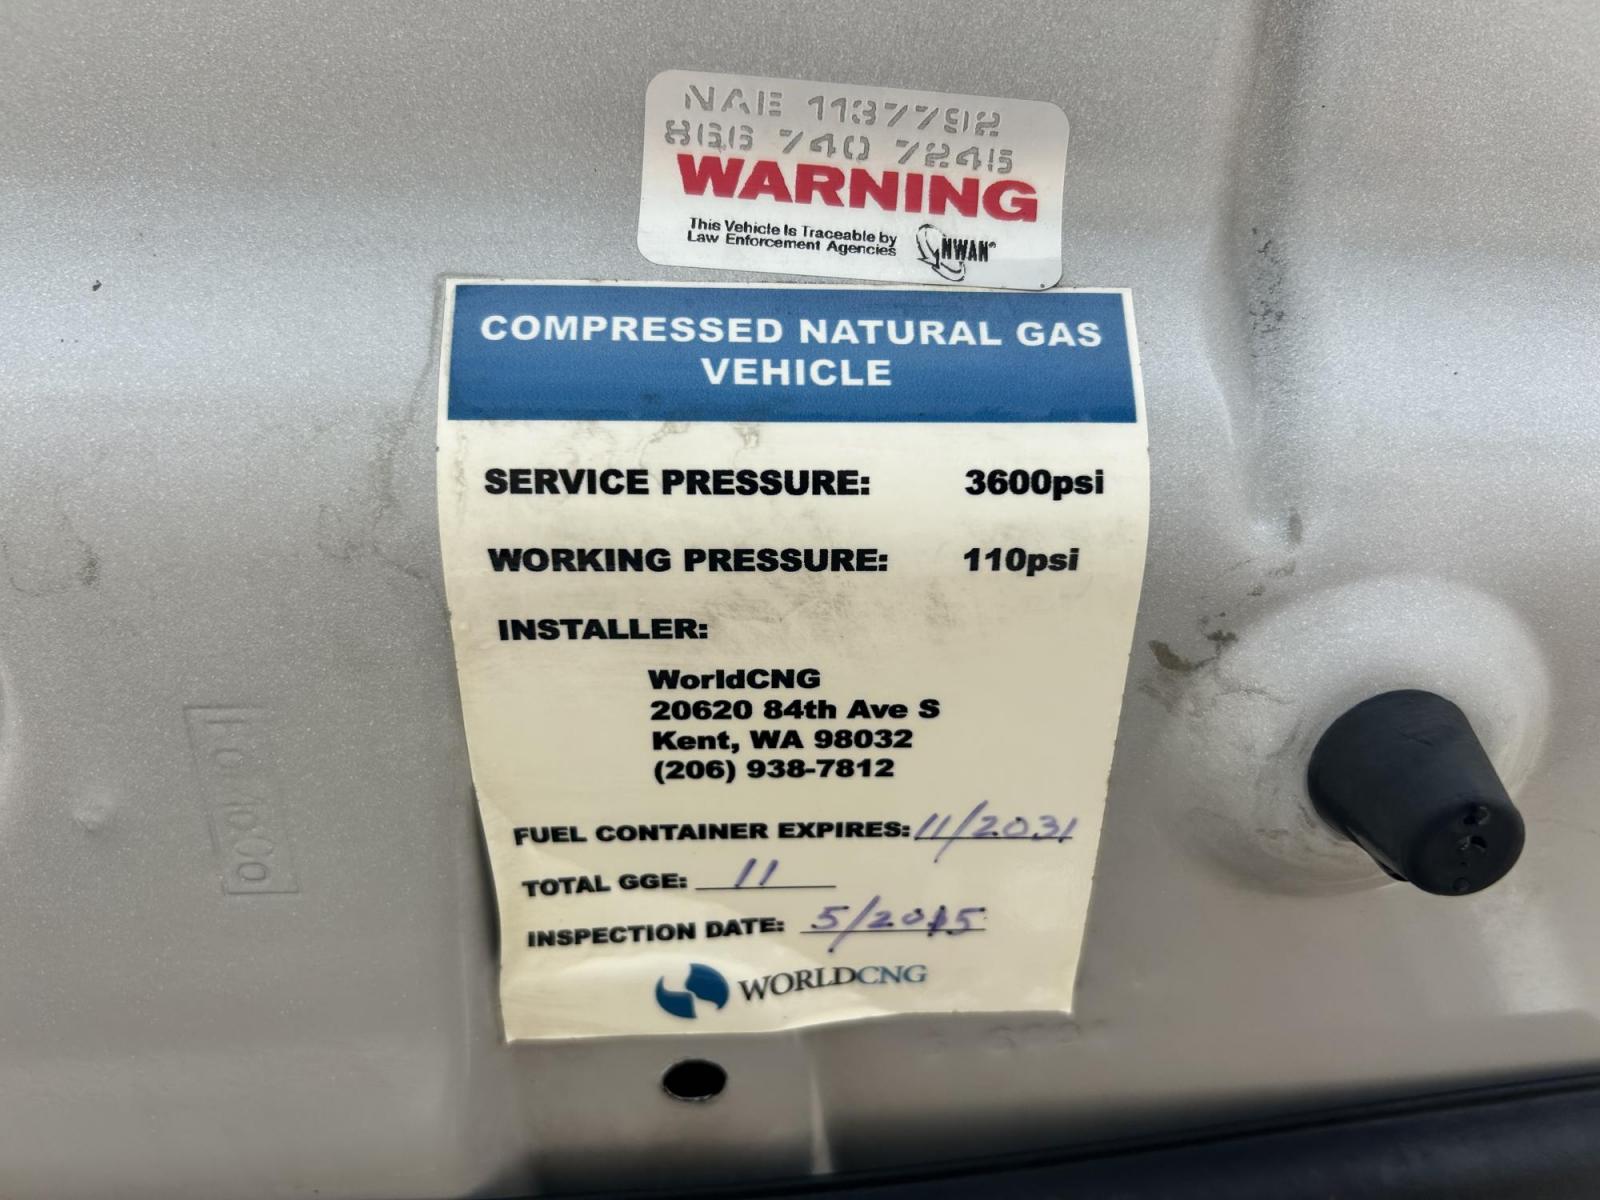 NAE 1137792
866 740 7245
WARNING
This Vehicle Is Traceable by
Law Enforcement Agencies
NWAN®
COMPRESSED NATURAL GAS
VEHICLE
SERVICE PRESSURE: 3600psi
WORKING PRESSURE: 110psi
INSTALLER:
WorldCNG
20620 84th Ave S
Kent, WA 98032
(206) 938-7812
FUEL CONTAINER EXPIRES: 11/2031
TOTAL GGE: 11
INSPECTION DATE: 5/2015
WORLDCNG